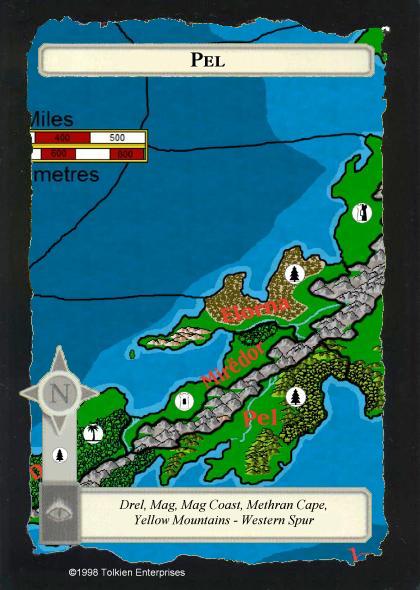 PEL
Miles
400 500
600 800
metres
Elorna
Mirëdor
Pel
N
Drel, Mag, Mag Coast, Methran Cape,
Yellow Mountains - Western Spur
1
©1998 Tolkien Enterprises